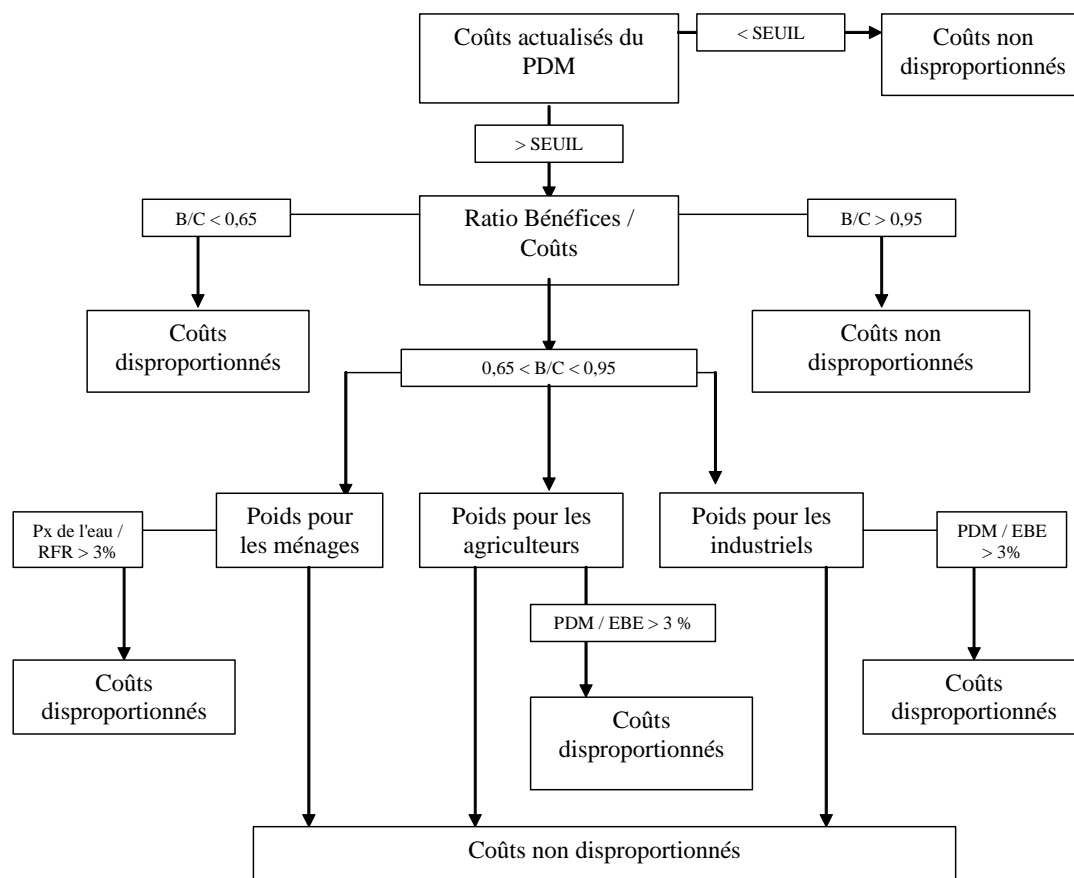 Coûts actualisés du
PDM
< SEUIL
Coûts non
disproportionnés
> SEUIL
B/C < 0,65
Ratio Bénéfices /
Coûts
B/C > 0,95
Coûts
disproportionnés
Coûts non
disproportionnés
0,65 < B/C < 0,95
Px de l'eau /
RFR > 3%
Poids pour
les ménages
Poids pour les
agriculteurs
Poids pour les
industriels
PDM / EBE
> 3%
PDM / EBE > 3 %
Coûts
disproportionnés
Coûts
disproportionnés
Coûts
disproportionnés
Coûts non disproportionnés